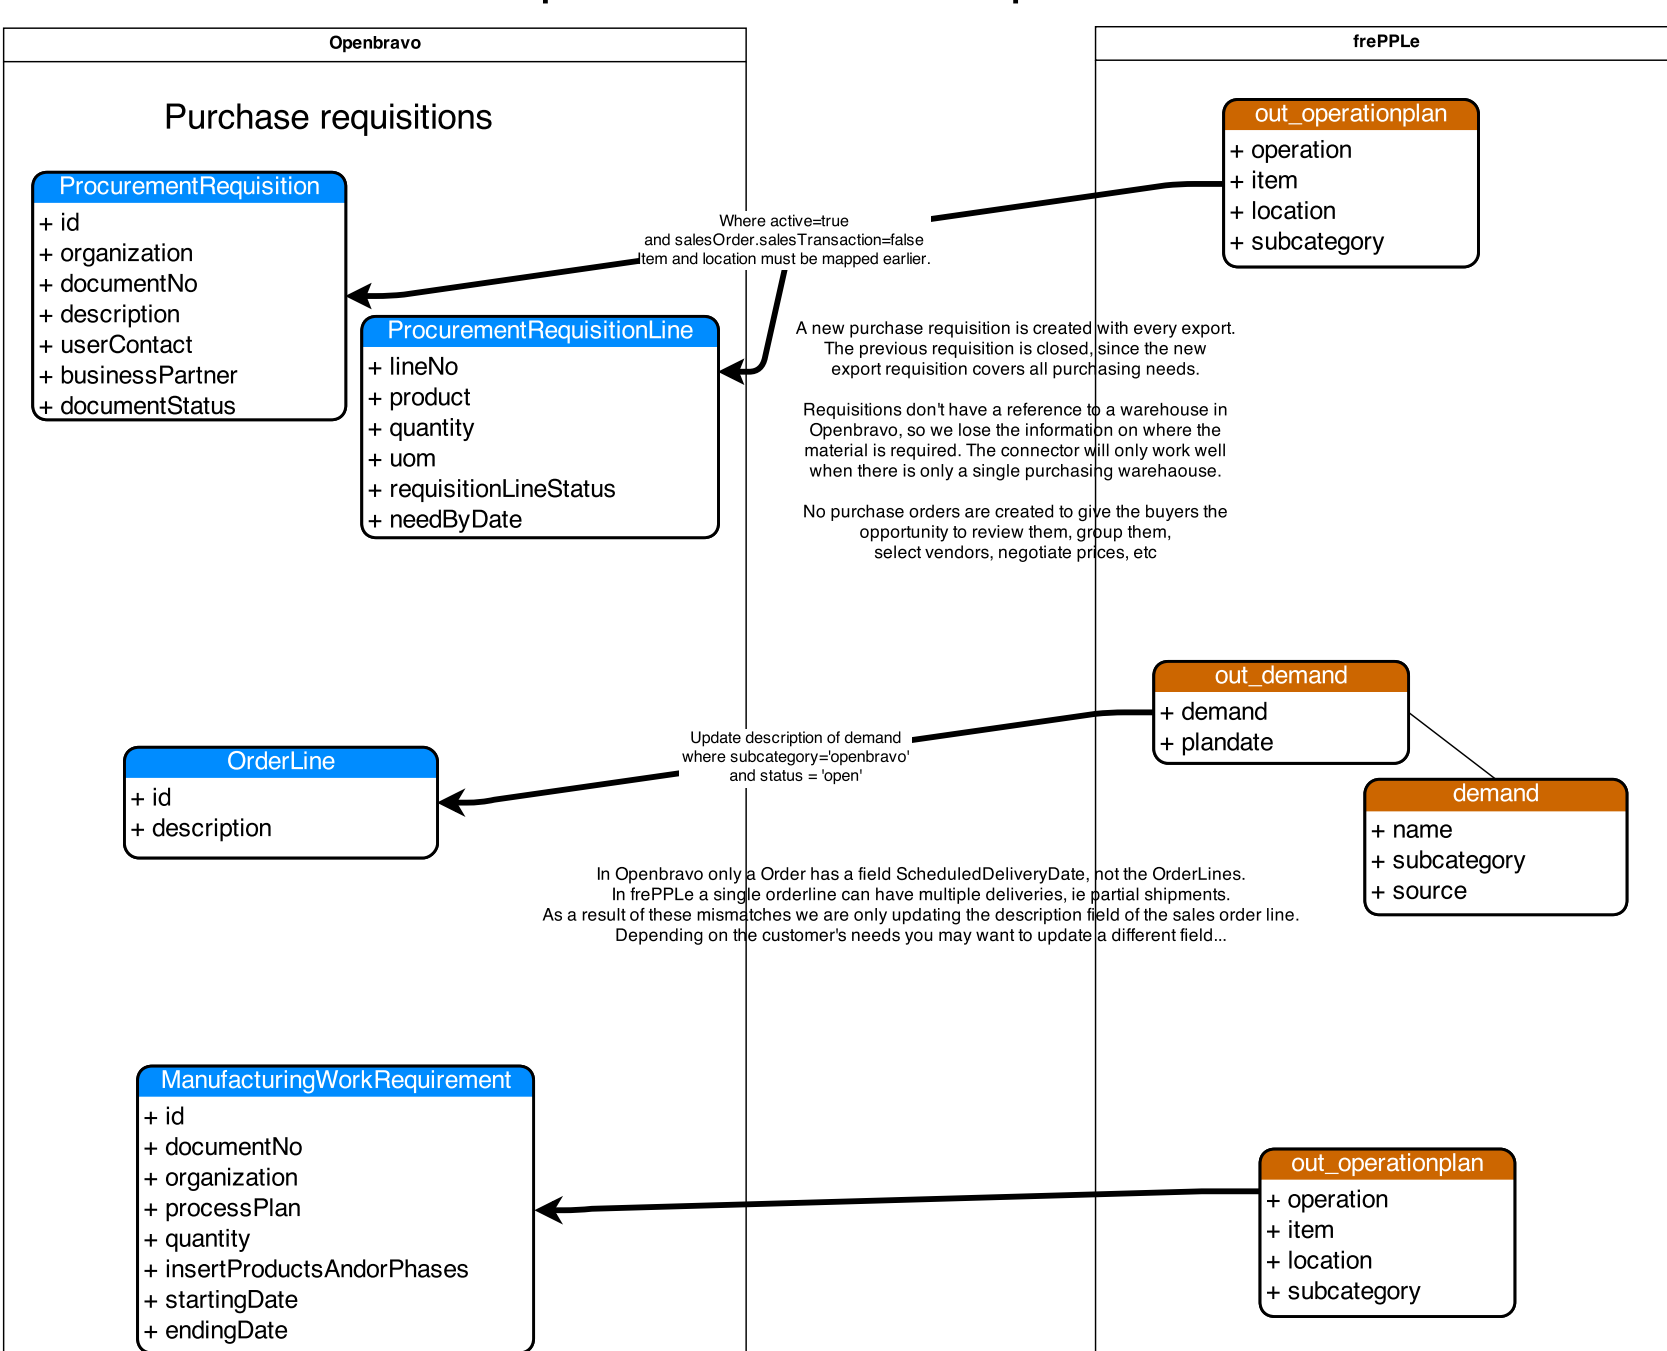 Openbravo
Purchase requisitions
ProcurementRequisition
+ id
+ organization
+ documentNo
+ description
+ userContact
+ businessPartner
+ documentStatus
ProcurementRequisitionLine
+ lineNo
+ product
+ quantity
+ uom
+ requisitionLineStatus
+ needByDate
Where active=true
and salesOrder.salesTransaction=false
Item and location must be mapped earlier.
frePPLe
out_operationplan
+ operation
+ item
+ location
+ subcategory
A new purchase requisition is created with every export.
The previous requisition is closed, since the new
export requisition covers all purchasing needs.
Requisitions don't have a reference to a warehouse in
Openbravo, so we lose the information on where the
material is required. The connector will only work well
when there is only a single purchasing warehaouse.
No purchase orders are created to give the buyers the
opportunity to review them, group them,
select vendors, negotiate prices, etc
OrderLine
+ id
+ description
Update description of demand
where subcategory='openbravo'
and status = 'open'
out_demand
+ demand
+ plandate
demand
+ name
+ subcategory
+ source
In Openbravo only a Order has a field ScheduledDeliveryDate, not the OrderLines.
In frePPLe a single orderline can have multiple deliveries, ie partial shipments.
As a result of these mismatches we are only updating the description field of the sales order line.
Depending on the customer's needs you may want to update a different field...
ManufacturingWorkRequirement
+ id
+ documentNo
+ organization
+ processPlan
+ quantity
+ insertProductsAndorPhases
+ startingDate
+ endingDate
out_operationplan
+ operation
+ item
+ location
+ subcategory